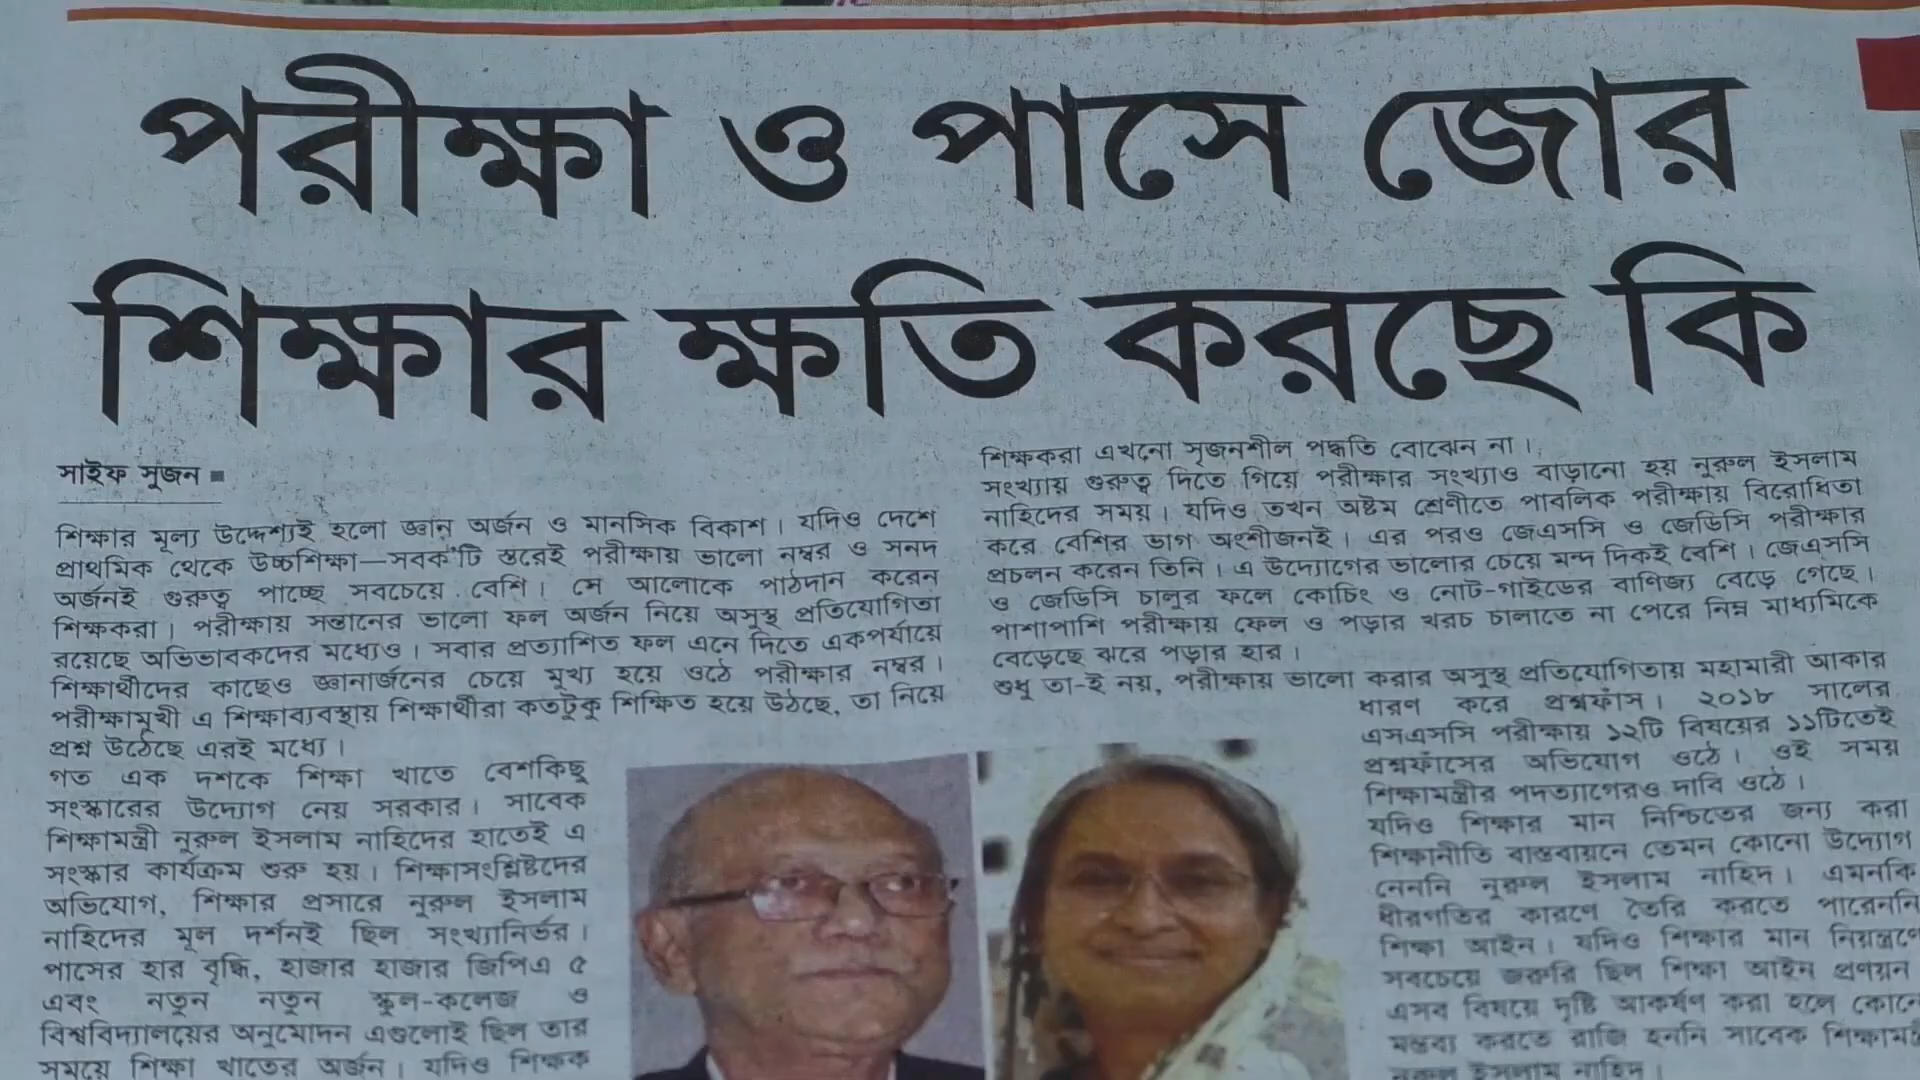 পরীক্ষা ও পাসে জোর
শিক্ষার ক্ষতি করছে কি
সাইফ সুজন
শিক্ষার মূল্য উদ্দেশ্যই হলো জ্ঞান অর্জন ও মানসিক বিকাশ। যদিও দেশে
প্রাথমিক থেকে উচ্চশিক্ষা—সবক'টি স্তরেই পরীক্ষায় ভালো নম্বর ও সনদ
অর্জনই গুরুত্ব পাচ্ছে সবচেয়ে বেশি। সে আলোকে পাঠদান করেন
শিক্ষকরা। পরীক্ষায় সন্তানের ভালো ফল অর্জন নিয়ে অসুস্থ প্রতিযোগিতা
রয়েছে অভিভাবকদের মধ্যেও। সবার প্রত্যাশিত ফল এনে দিতে একপর্যায়ে
শিক্ষার্থীদের কাছেও জ্ঞানার্জনের চেয়ে মুখ্য হয়ে ওঠে পরীক্ষার নম্বর।
পরীক্ষামুখী এ শিক্ষাব্যবস্থায় শিক্ষার্থীরা কতটুকু শিক্ষিত হয়ে উঠছে, তা নিয়ে
প্রশ্ন উঠেছে এরই মধ্যে।
গত এক দশকে শিক্ষা খাতে বেশকিছু
সংস্কারের উদ্যোগ নেয় সরকার। সাবেক
শিক্ষামন্ত্রী নুরুল ইসলাম নাহিদের হাতেই এ
সংস্কার কার্যক্রম শুরু হয়। শিক্ষাসংশ্লিষ্টদের
অভিযোগ, শিক্ষার প্রসারে নুরুল ইসলাম
নাহিদের মূল দর্শনই ছিল সংখ্যানির্ভর।
পাসের হার বৃদ্ধি, হাজার হাজার জিপিএ ৫
এবং নতুন নতুন স্কুল-কলেজ ও
বিশ্ববিদ্যালয়ের অনুমোদন এগুলোই ছিল তার
সময়ে শিক্ষা খাতের অর্জন। যদিও শিক্ষক
শিক্ষকরা এখনো সৃজনশীল পদ্ধতি বোঝেন না।
সংখ্যায় গুরুত্ব দিতে গিয়ে পরীক্ষার সংখ্যাও বাড়ানো হয় নুরুল ইসলাম
নাহিদের সময়। যদিও তখন অষ্টম শ্রেণীতে পাবলিক পরীক্ষায় বিরোধিতা
করে বেশির ভাগ অংশীজনই। এর পরও জেএসসি ও জেডিসি পরীক্ষার
প্রচলন করেন তিনি। এ উদ্যোগের ভালোর চেয়ে মন্দ দিকই বেশি। জেএসসি
ও জেডিসি চালুর ফলে কোচিং ও নোট-গাইডের বাণিজ্য বেড়ে গেছে।
পাশাপাশি পরীক্ষায় ফেল ও পড়ার খরচ চালাতে না পেরে নিম্ন মাধ্যমিকে
বেড়েছে ঝরে পড়ার হার।
শুধু তা-ই নয়, পরীক্ষায় ভালো করার অসুস্থ প্রতিযোগিতায় মহামারী আকার
ধারণ করে প্রশ্নফাঁস। ২০১৮ সালের
এসএসসি পরীক্ষায় ১২টি বিষয়ের ১১টিতেই
প্রশ্নফাঁসের অভিযোগ ওঠে। ওই সময়
শিক্ষামন্ত্রীর পদত্যাগেরও দাবি ওঠে।
যদিও শিক্ষার মান নিশ্চিতের জন্য করা
শিক্ষানীতি বাস্তবায়নে তেমন কোনো উদ্যোগ
নেননি নুরুল ইসলাম নাহিদ। এমনকি
ধীরগতির কারণে তৈরি করতে পারেননি
শিক্ষা আইন। যদিও শিক্ষার মান নিয়ন্ত্রণে
সবচেয়ে জরুরি ছিল শিক্ষা আইন প্রণয়ন
এসব বিষয়ে দৃষ্টি আকর্ষণ করা হলে কোনো
মন্তব্য করতে রাজি হননি সাবেক শিক্ষামন্ত্রী
নুরুল ইসলাম নাহিদ।